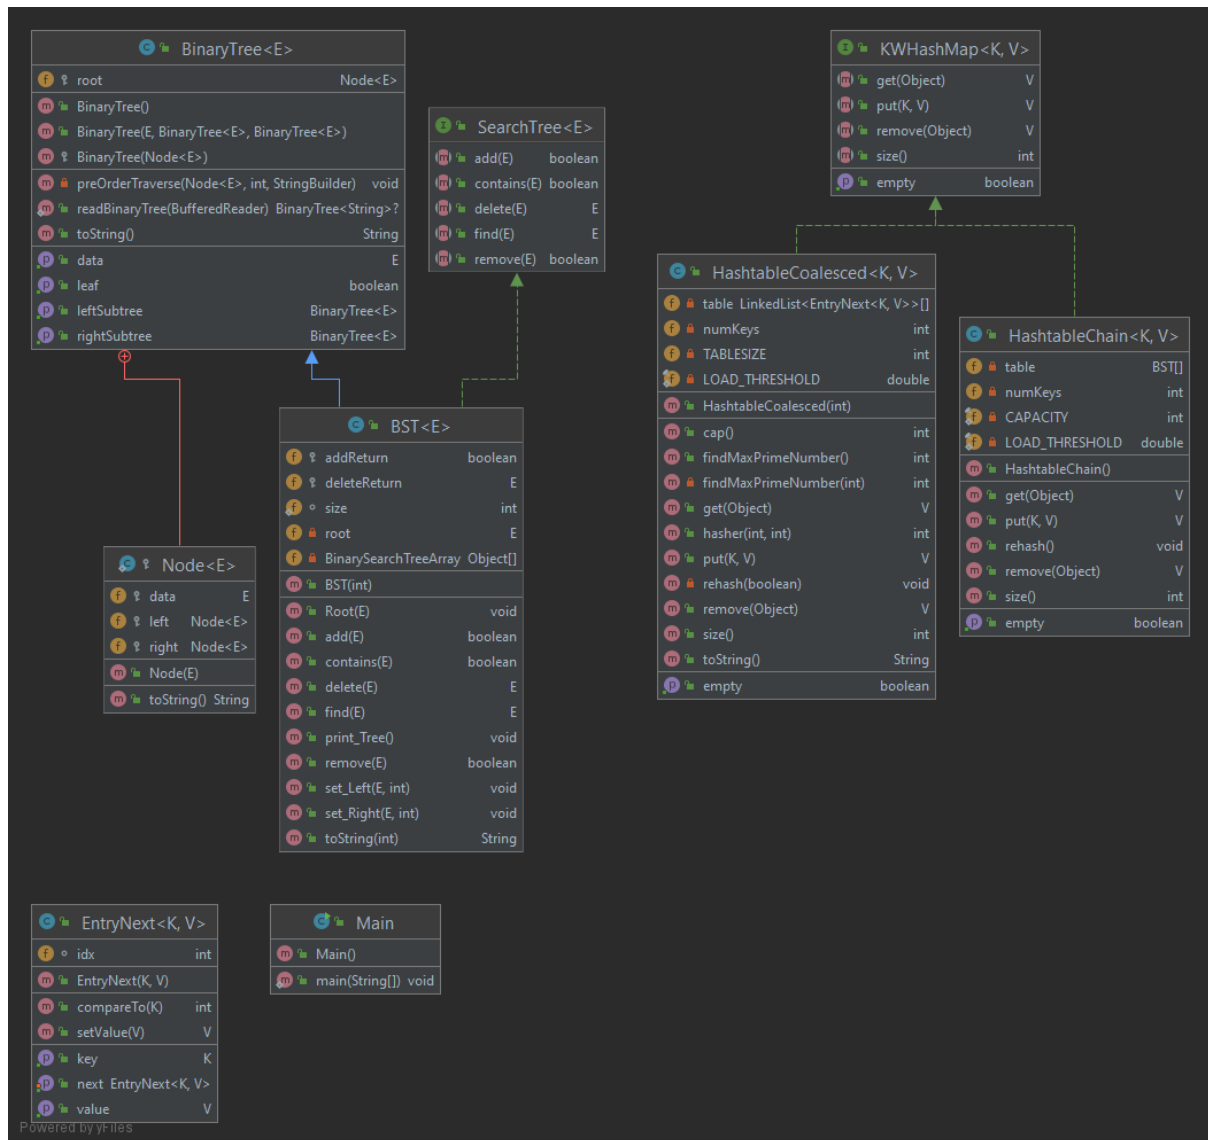 BinaryTree<E>
root Node<E>
BinaryTree()
BinaryTree(E, BinaryTree<E>, BinaryTree<E>)
BinaryTree(Node<E>)
preOrderTraverse(Node<E>, int, StringBuilder) void
readBinaryTree(BufferedReader) BinaryTree<String>?
toString() String
data E
leaf boolean
leftSubtree BinaryTree<E>
rightSubtree BinaryTree<E>
SearchTree<E>
add(E) boolean
contains(E) boolean
delete(E) E
find(E) E
remove(E) boolean
KWHashMap<K, V>
get(Object) V
put(K, V) V
remove(Object) V
size() int
empty boolean
HashtableCoalesced<K, V>
table LinkedList<EntryNext<K, V>>[]
numKeys int
TABLESIZE int
LOAD_THRESHOLD double
HashtableCoalesced(int)
cap() int
findMaxPrimeNumber() int
findMaxPrimeNumber(int) int
get(Object) V
hasher(int, int) int
put(K, V) V
rehash(boolean) void
remove(Object) V
size() int
toString() String
empty boolean
HashtableChain<K, V>
table BST[]
numKeys int
CAPACITY int
LOAD_THRESHOLD double
HashtableChain()
get(Object) V
put(K, V) V
rehash() void
remove(Object) V
size() int
empty boolean
BST<E>
addReturn boolean
deleteReturn E
size int
root E
BinarySearchTreeArray Object[]
BST(int)
Root(E) void
add(E) boolean
contains(E) boolean
delete(E) E
find(E) E
print_Tree() void
remove(E) boolean
set_Left(E, int) void
set_Right(E, int) void
toString(int) String
Node<E>
data E
left Node<E>
right Node<E>
Node(E)
toString() String
EntryNext<K, V>
idx int
EntryNext(K, V)
compareTo(K) int
setValue(V) V
key K
next EntryNext<K, V>
value V
Main
Main()
main(String[]) void
Powered by yFiles